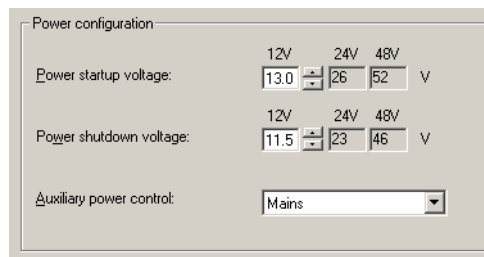 Power configuration
12V 24V 48V
Power startup voltage: 13.0 26 52 V
12V 24V 48V
Power shutdown voltage: 11.5 23 46 V
Auxiliary power control: Mains